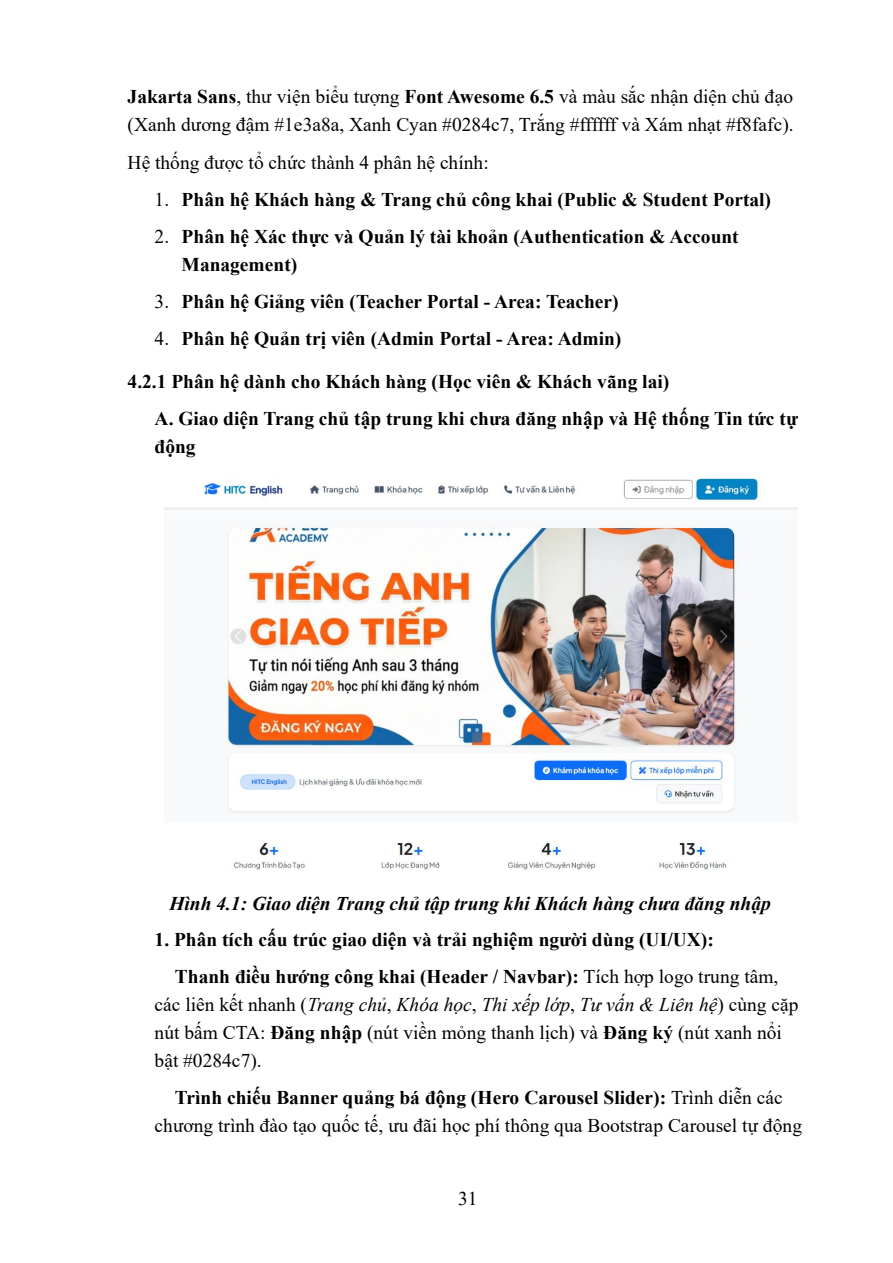 Jakarta Sans, thư viện biểu tượng Font Awesome 6.5 và màu sắc nhận diện chủ đạo
(Xanh dương đậm #1e3a8a, Xanh Cyan #0284c7, Trắng #ffffff và Xám nhạt #f8fafc).
Hệ thống được tổ chức thành 4 phân hệ chính:
1. Phân hệ Khách hàng & Trang chủ công khai (Public & Student Portal)
2. Phân hệ Xác thực và Quản lý tài khoản (Authentication & Account
Management)
3. Phân hệ Giảng viên (Teacher Portal - Area: Teacher)
4. Phân hệ Quản trị viên (Admin Portal - Area: Admin)
4.2.1 Phân hệ dành cho Khách hàng (Học viên & Khách vãng lai)
A. Giao diện Trang chủ tập trung khi chưa đăng nhập và Hệ thống Tin tức tự
động
HITC English Trang chủ Khóa học Thi xếp lớp Tư vấn & Liên hệ Đăng nhập Đăng ký
ACADEMY
TIẾNG ANH
GIAO TIẾP
Tự tin nói tiếng Anh sau 3 tháng
Giảm ngay 20% học phí khi đăng ký nhóm
ĐĂNG KÝ NGAY
HITC English Lịch khai giảng & Ưu đãi khóa học mới Khám phá khóa học Thi xếp lớp miễn phí
Nhận tư vấn
6+ 12+ 4+ 13+
Chương Trình Đào Tạo Lớp Học Đang Mở Giảng Viên Chuyên Nghiệp Học Viên Đồng Hành
Hình 4.1: Giao diện Trang chủ tập trung khi Khách hàng chưa đăng nhập
1. Phân tích cấu trúc giao diện và trải nghiệm người dùng (UI/UX):
Thanh điều hướng công khai (Header / Navbar): Tích hợp logo trung tâm,
các liên kết nhanh (Trang chủ, Khóa học, Thi xếp lớp, Tư vấn & Liên hệ) cùng cặp
nút bấm CTA: Đăng nhập (nút viền mỏng thanh lịch) và Đăng ký (nút xanh nổi
bật #0284c7).
Trình chiếu Banner quảng bá động (Hero Carousel Slider): Trình diễn các
chương trình đào tạo quốc tế, ưu đãi học phí thông qua Bootstrap Carousel tự động
31